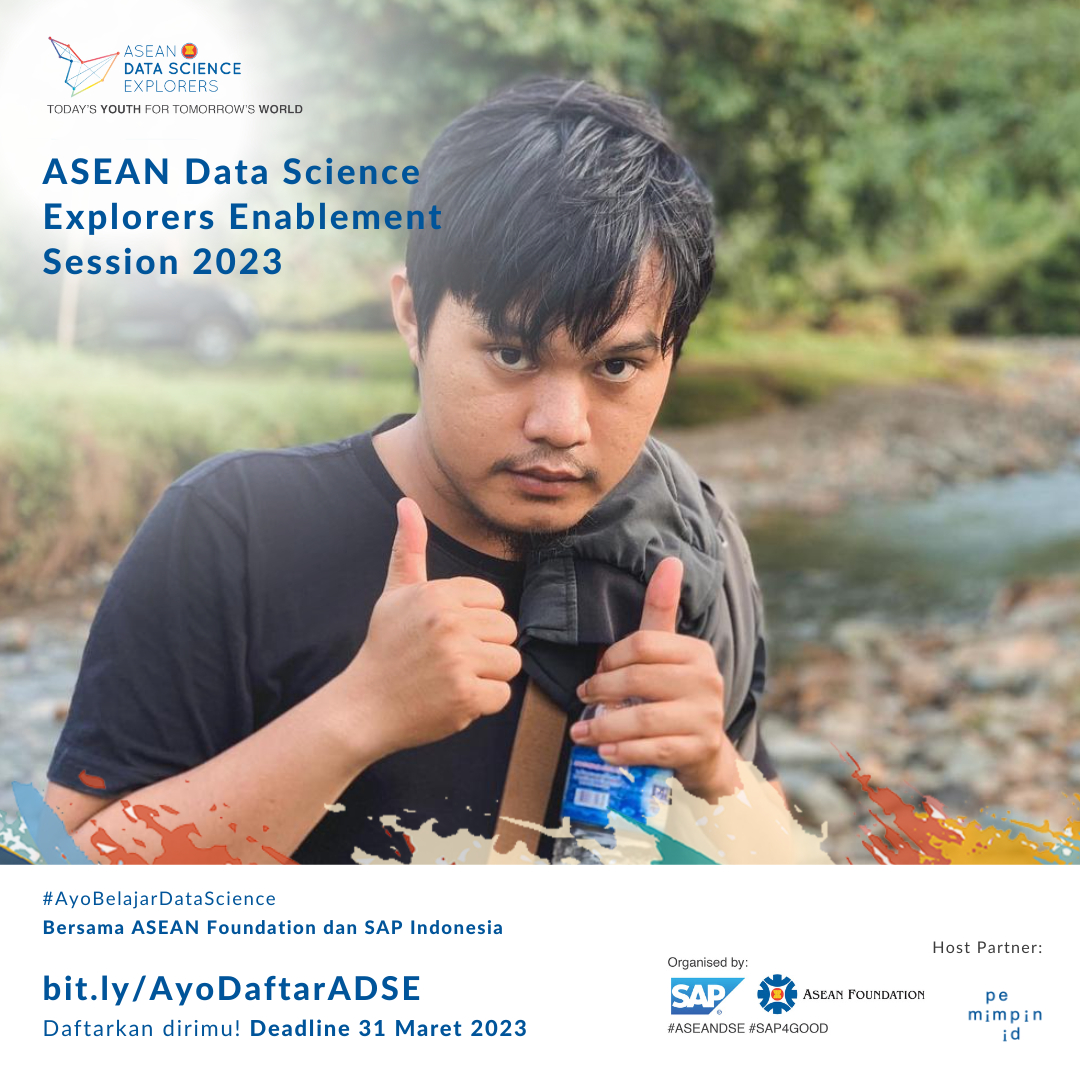 ASEAN
DATA SCIENCE
EXPLORERS
TODAY'S YOUTH FOR TOMORROW'S WORLD
ASEAN Data Science
Explorers Enablement
Session 2023
#AyoBelajarDataScience
Bersama ASEAN Foundation dan SAP Indonesia
bit.ly/AyoDaftarADSE
Daftarkan dirimu! Deadline 31 Maret 2023
Organised by:
SAP ®
ASEAN FOUNDATION
#ASEANDSE #SAP4GOOD
Host Partner:
pe
m¡mp¡n
¡d